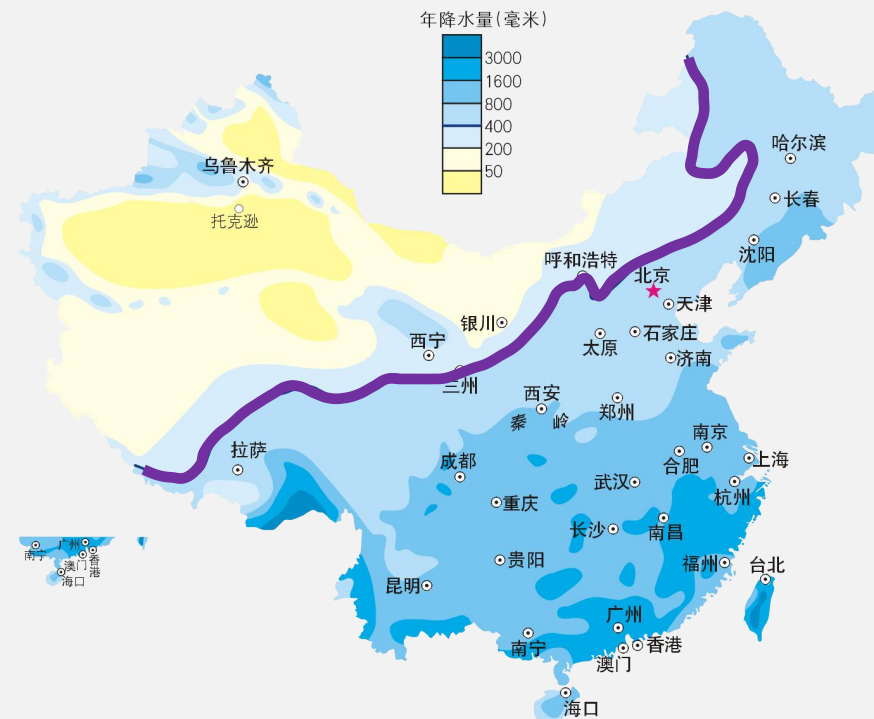 年降水量(毫米)
3000
1600
800
400
200
50
哈尔滨
乌鲁木齐
长春
托克逊
沈阳
呼和浩特
北京
天津
银川
石家庄
太原
西宁
济南
兰州
西安
郑州
秦岭
南京
拉萨
成都
合肥
上海
武汉
杭州
重庆
长沙
南昌
贵阳
福州
台北
昆明
广州
南宁
香港
澳门
海口
广州
南宁
澳门
香港
海口